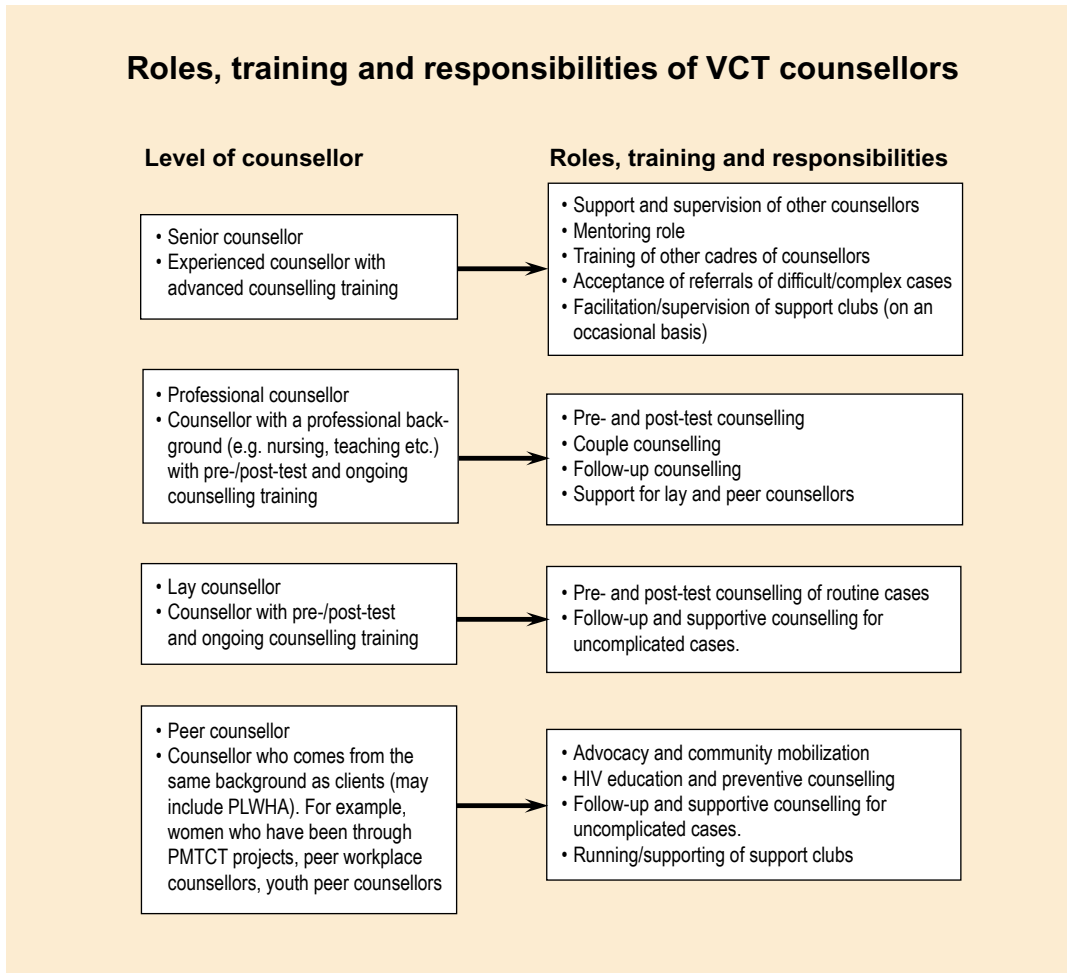 Roles, training and responsibilities of VCT counsellors
Level of counsellor
Roles, training and responsibilities
• Senior counsellor
• Experienced counsellor with
advanced counselling training
• Support and supervision of other counsellors
• Mentoring role
• Training of other cadres of counsellors
• Acceptance of referrals of difficult/complex cases
• Facilitation/supervision of support clubs (on an
occasional basis)
• Professional counsellor
• Counsellor with a professional back-
ground (e.g. nursing, teaching etc.)
with pre-/post-test and ongoing
counselling training
• Pre- and post-test counselling
• Couple counselling
• Follow-up counselling
• Support for lay and peer counsellors
• Lay counsellor
• Counsellor with pre-/post-test
and ongoing counselling training
• Pre- and post-test counselling of routine cases
• Follow-up and supportive counselling for
uncomplicated cases.
• Peer counsellor
• Counsellor who comes from the
same background as clients (may
include PLWHA). For example,
women who have been through
PMTCT projects, peer workplace
counsellors, youth peer counsellors
• Advocacy and community mobilization
• HIV education and preventive counselling
• Follow-up and supportive counselling for
uncomplicated cases.
• Running/supporting of support clubs